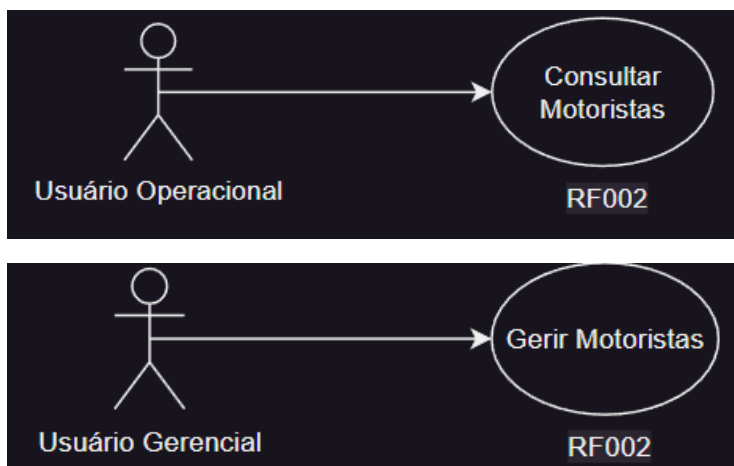 Consultar
Motoristas
Usuário Operacional
RF002
Gerir Motoristas
Usuário Gerencial
RF002